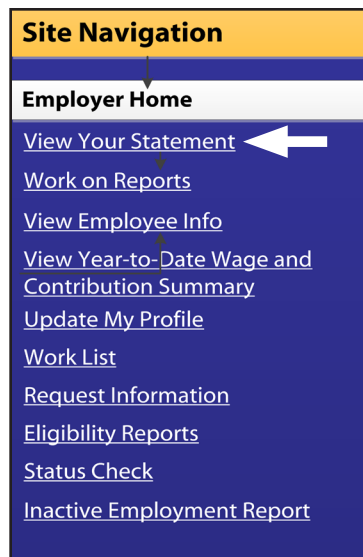 Site Navigation
Employer Home
View Your Statement
Work on Reports
View Employee Info
View Year-to-Date Wage and
Contribution Summary
Update My Profile
Work List
Request Information
Eligibility Reports
Status Check
Inactive Employment Report